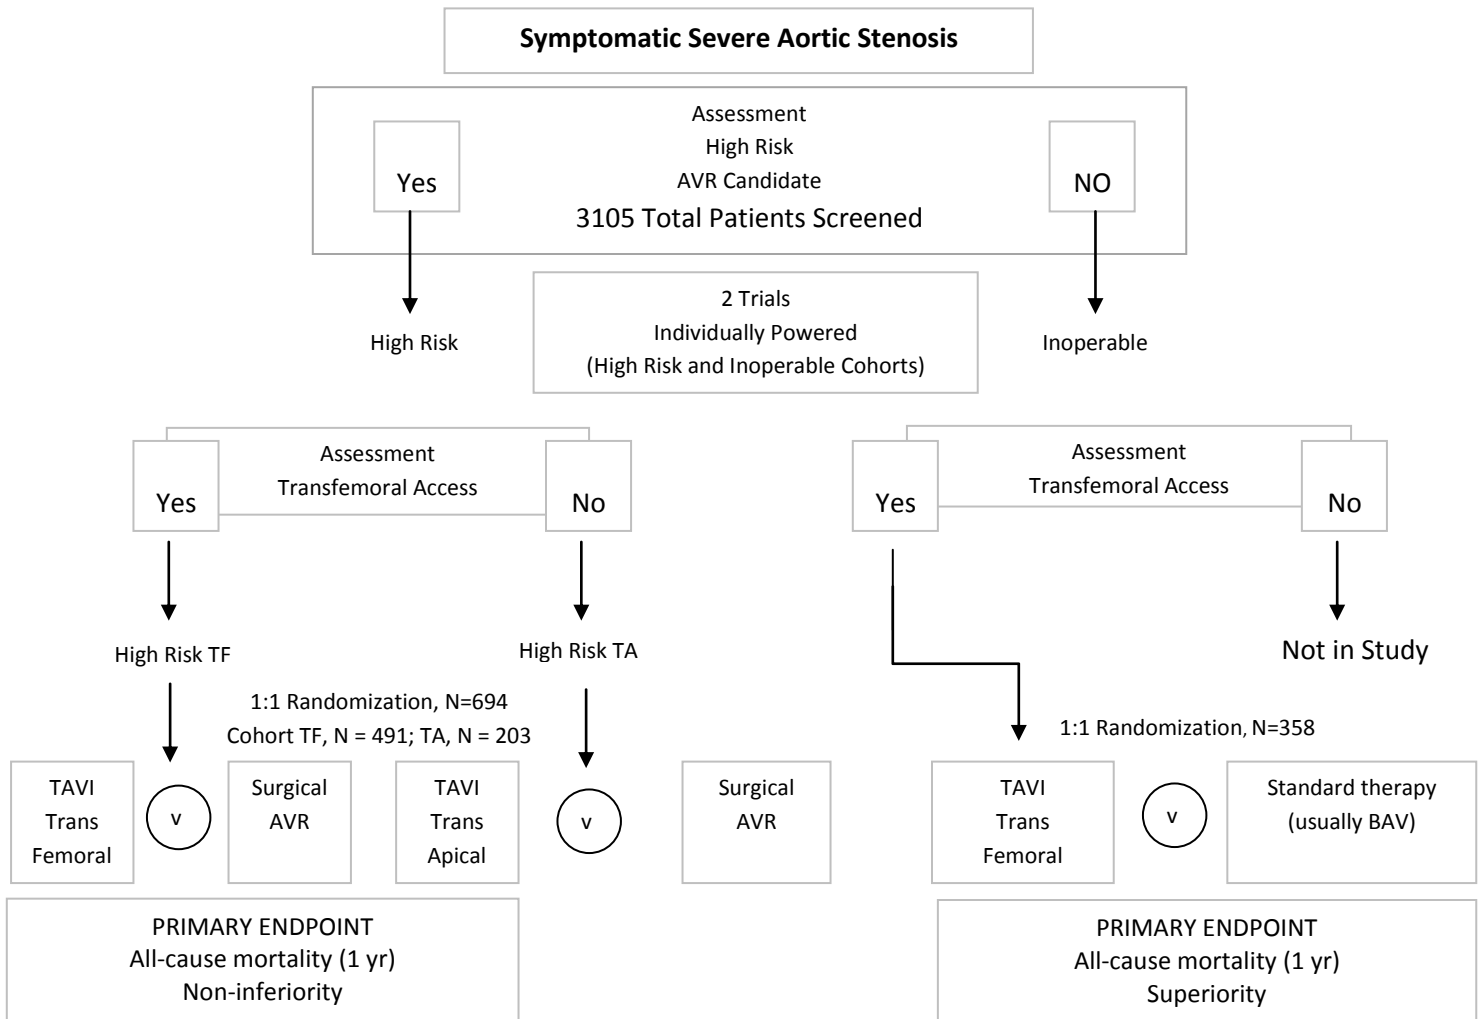 Symptomatic Severe Aortic Stenosis
Assessment
High Risk
AVR Candidate
3105 Total Patients Screened
Yes
NO
High Risk
2 Trials
Individually Powered
(High Risk and Inoperable Cohorts)
Inoperable
Yes
Assessment
Transfemoral Access
No
Yes
Assessment
Transfemoral Access
No
High Risk TF
High Risk TA
Not in Study
1:1 Randomization, N=694
Cohort TF, N = 491; TA, N = 203
1:1 Randomization, N=358
TAVI
Trans
Femoral
v
Surgical
AVR
TAVI
Trans
Apical
v
Surgical
AVR
TAVI
Trans
Femoral
v
Standard therapy
(usually BAV)
PRIMARY ENDPOINT
All-cause mortality (1 yr)
Non-inferiority
PRIMARY ENDPOINT
All-cause mortality (1 yr)
Superiority